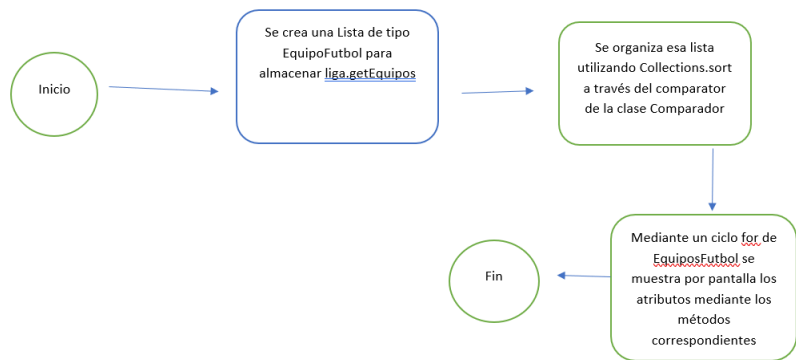 Inicio
Se crea una Lista de tipo
EquipoFutbol para
almacenar liga.getEquipos
Se organiza esa lista
utilizando Collections.sort
a través del comparator
de la clase Comparador
Mediante un ciclo for de
EquiposFutbol se
muestra por pantalla los
atributos mediante los
métodos
correspondientes
Fin